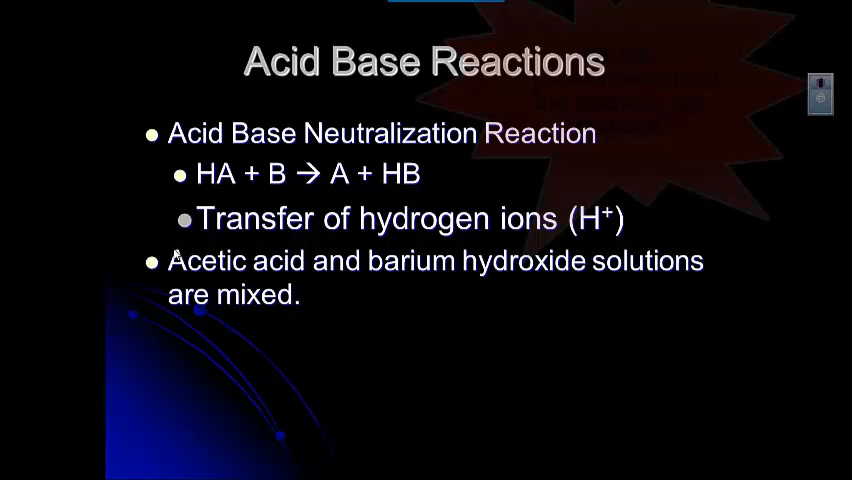 Acid Base Reactions
● Acid Base Neutralization Reaction
● HA + B → A + HB
● Transfer of hydrogen ions (H⁺)
● Acetic acid and barium hydroxide solutions
are mixed.